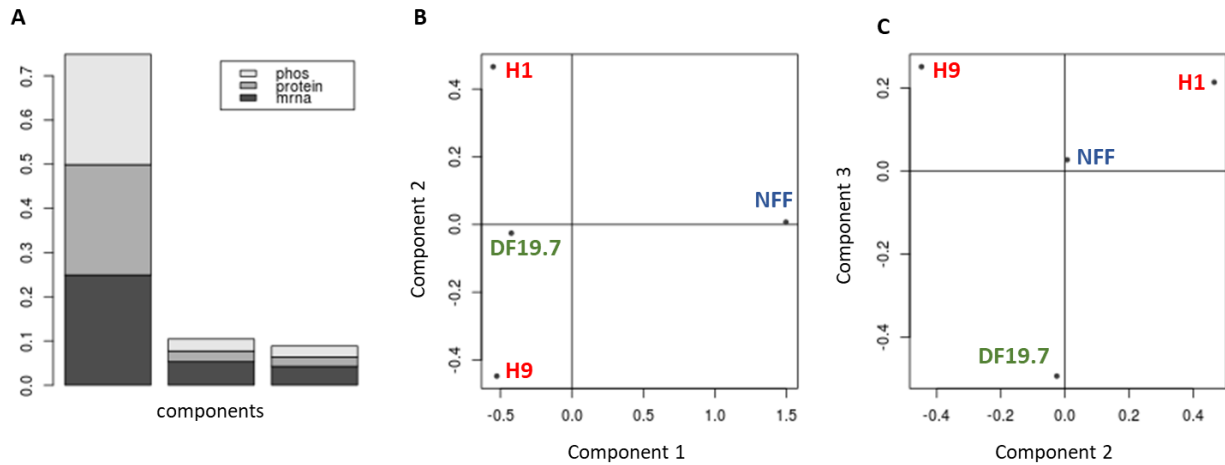 A
0.7
0.6
0.5
0.4
0.3
0.2
0.1
0.0
phos
protein
mrna
components
B
Component 2
0.4
0.2
0.0
-0.2
-0.4
H1
NFF
DF19.7
H9
-0.5
0.0
0.5
1.0
1.5
Component 1
C
Component 3
0.2
0.0
-0.2
-0.4
H9
H1
NFF
DF19.7
-0.4
-0.2
0.0
0.2
0.4
Component 2